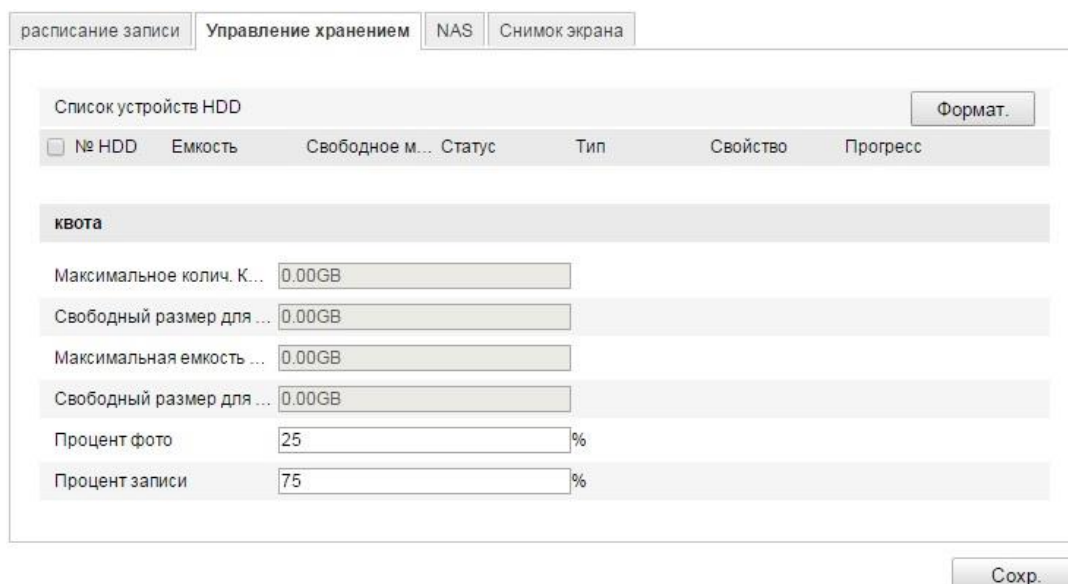 расписание записи Управление хранением NAS Снимок экрана
Список устройств HDD Формат.
№ HDD Емкость Свободное м... Статус Тип Свойство Прогресс
квота
Максимальное колич. К... 0.00GB
Свободный размер для ... 0.00GB
Максимальная емкость ... 0.00GB
Свободный размер для ... 0.00GB
Процент фото 25 %
Процент записи 75 %
Сохр.